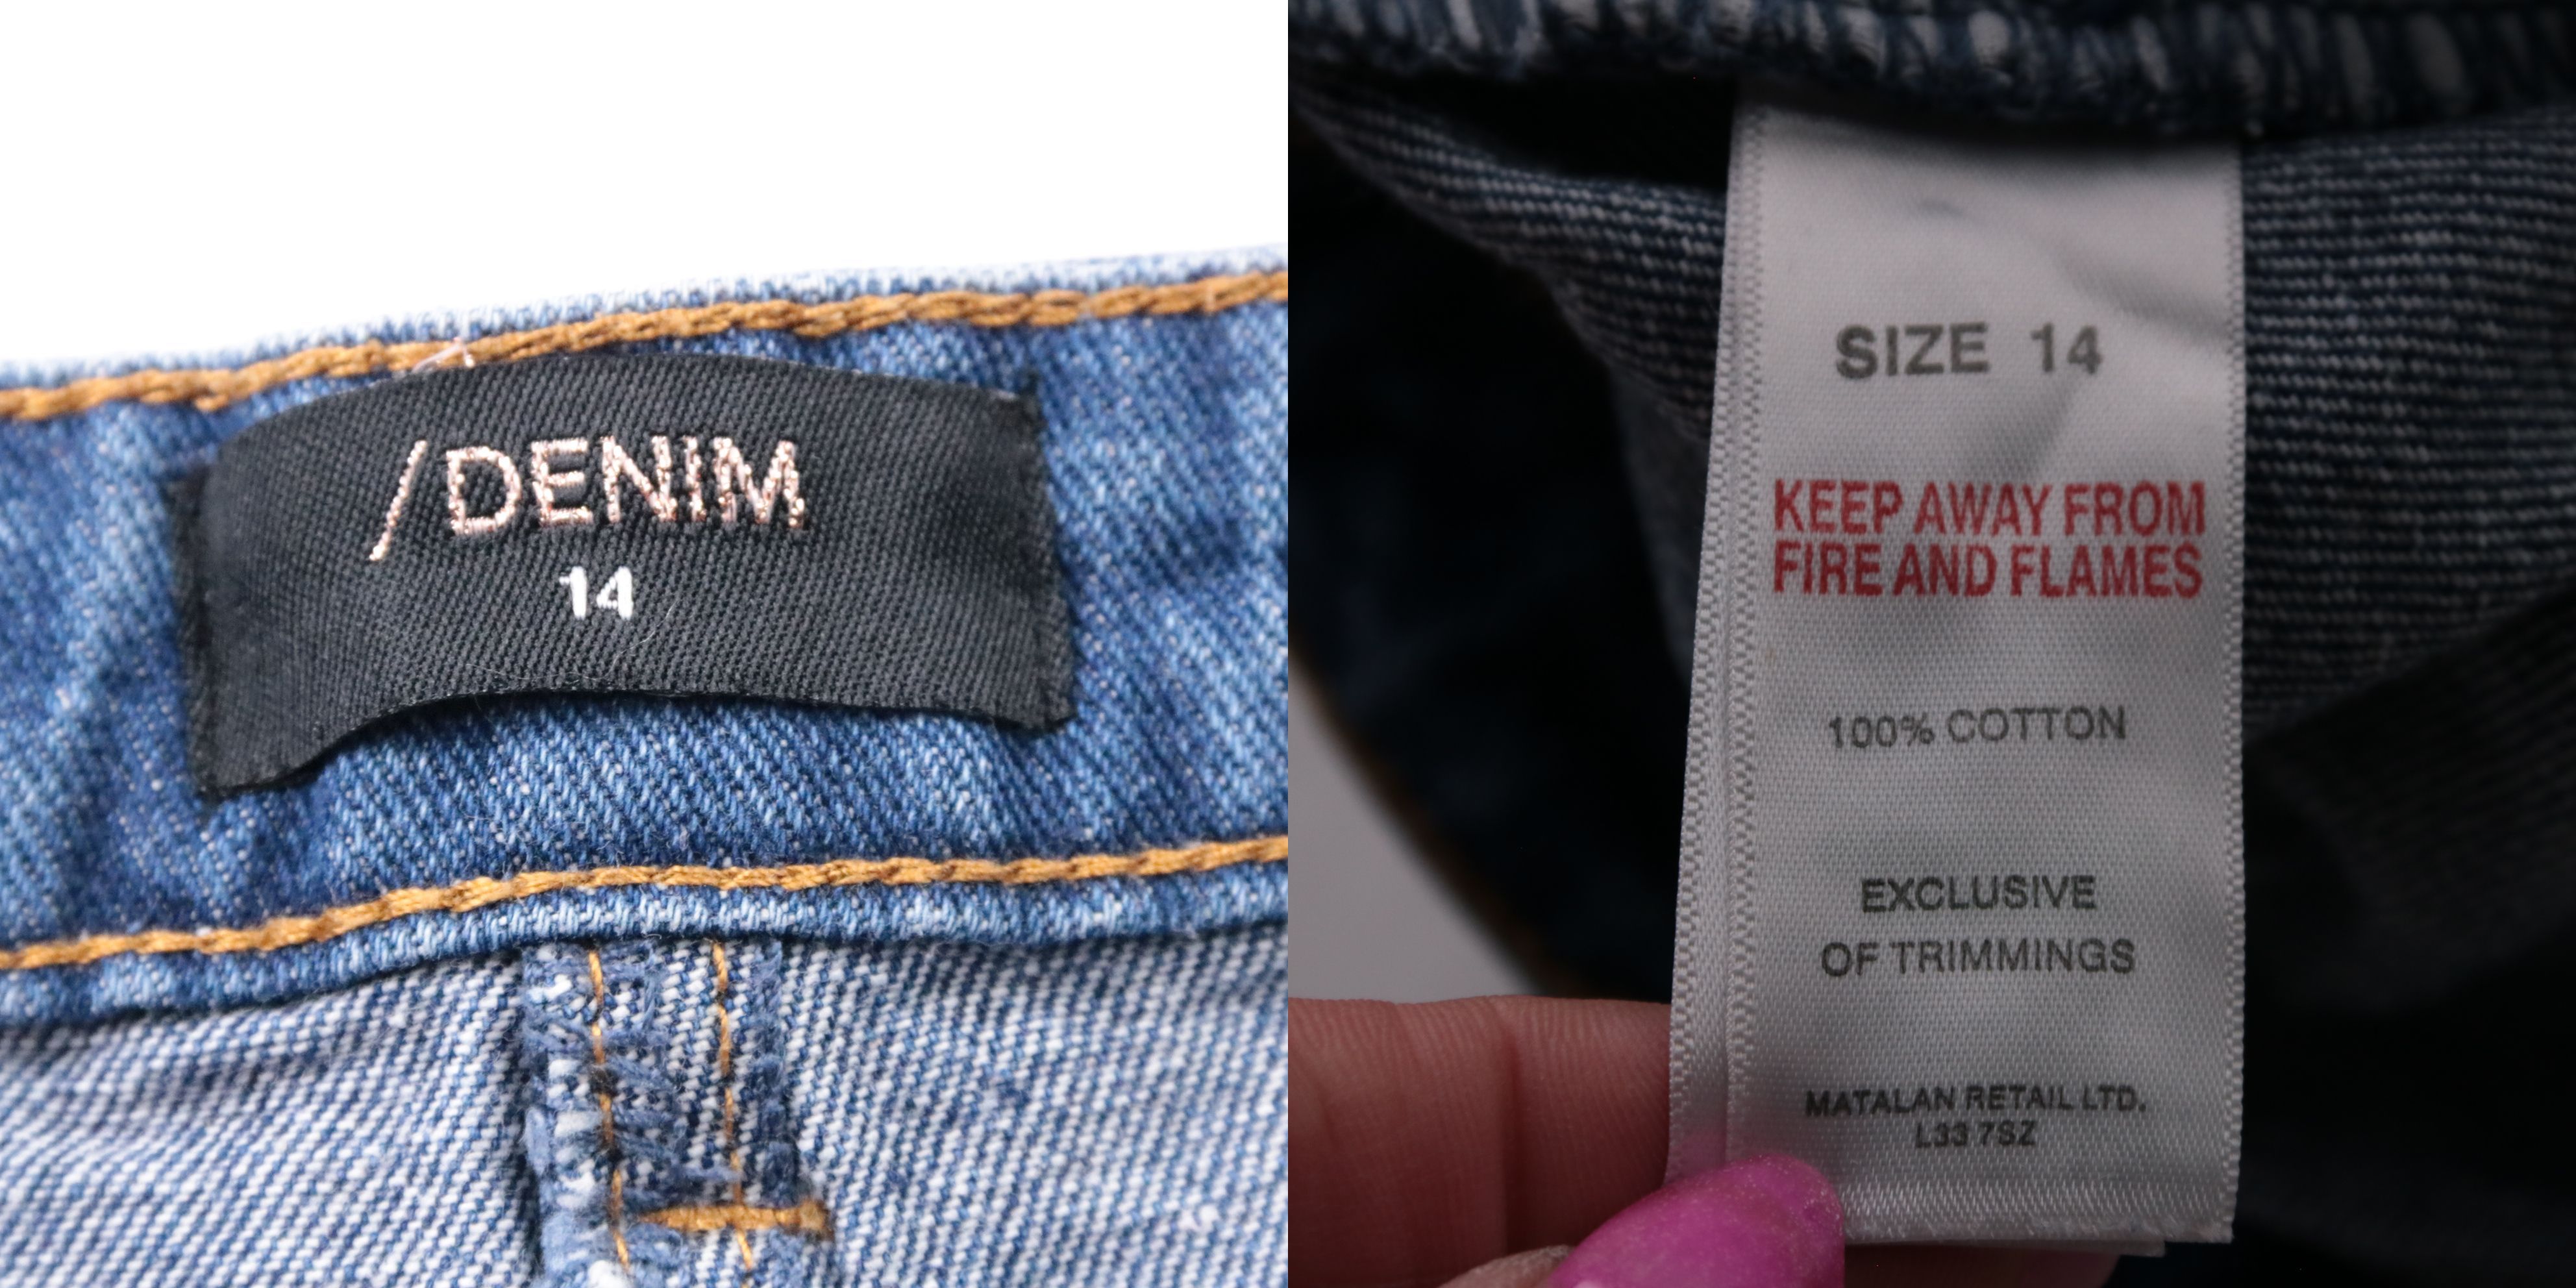 /DENIM
14
SIZE 14
KEEP AWAY FROM
FIRE AND FLAMES
100% COTTON
EXCLUSIVE
OF TRIMMINGS
MATALAN RETAIL LTD.
L33 7SZ